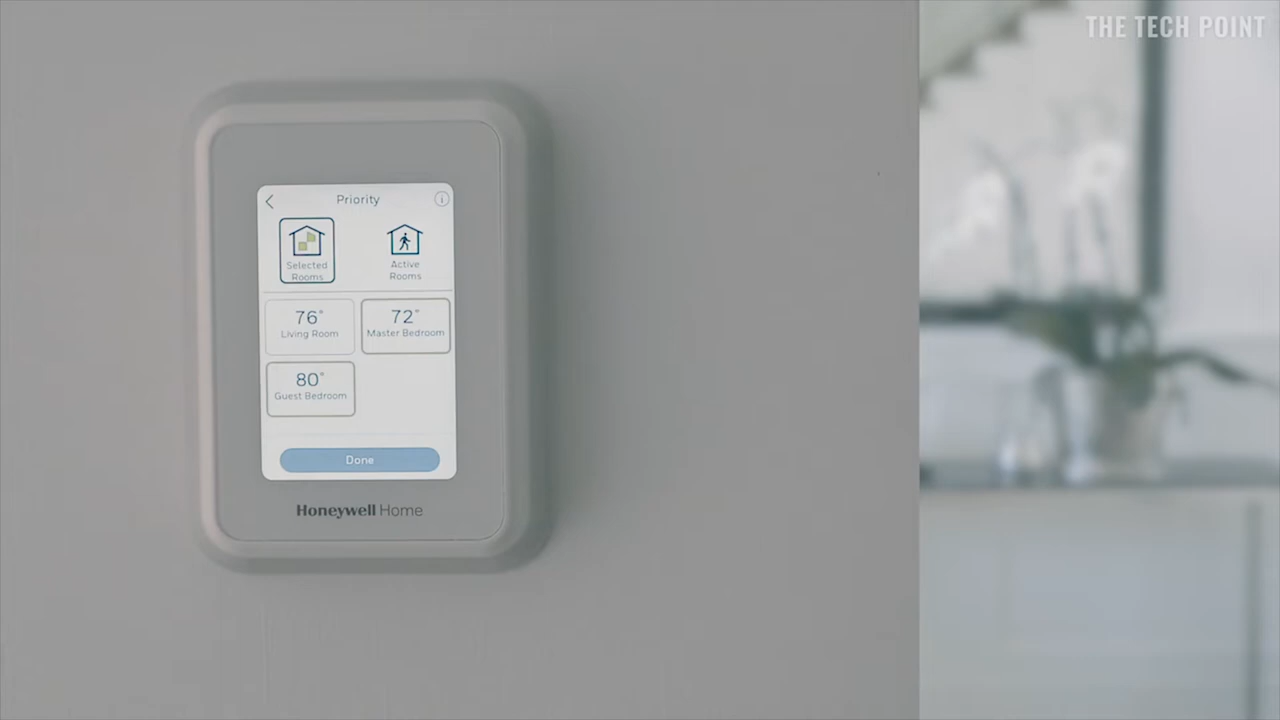 THE TECH POINT
Priority
Selected
Rooms
Active
Rooms
76°
Living Room
72°
Master Bedroom
80°
Guest Bedroom
Done
Honeywell Home